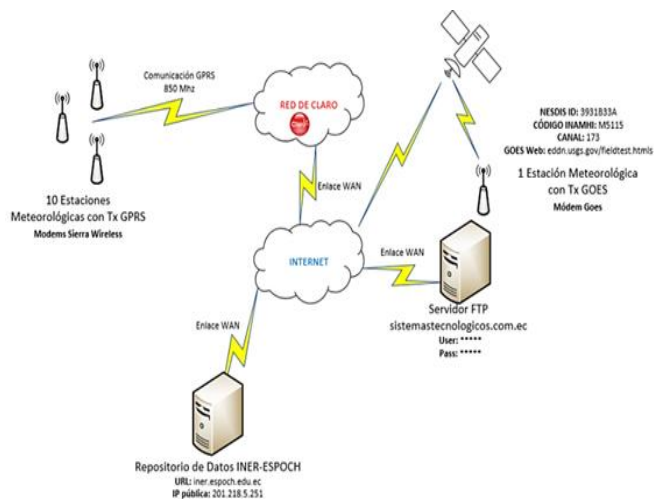 Comunicación GPRS
850 Mhz
RED DE CLARO
Claro
NESDIS ID: 3931B33A
CÓDIGO INAMHI: M5115
CANAL: 173
GOES Web: eddn.usgs.gov/fieldtest.htmls
10 Estaciones
Meteorológicas con Tx GPRS
Modems Sierra Wireless
Enlace WAN
1 Estación Meteorológica
con Tx GOES
Módem Goes
INTERNET
Enlace WAN
Servidor FTP
sistemastecnologicos.com.ec
User: *****
Pass: *****
Enlace WAN
Repositorio de Datos INER-ESPOCH
URL: iner.espoch.edu.ec
IP pública: 201.218.5.251